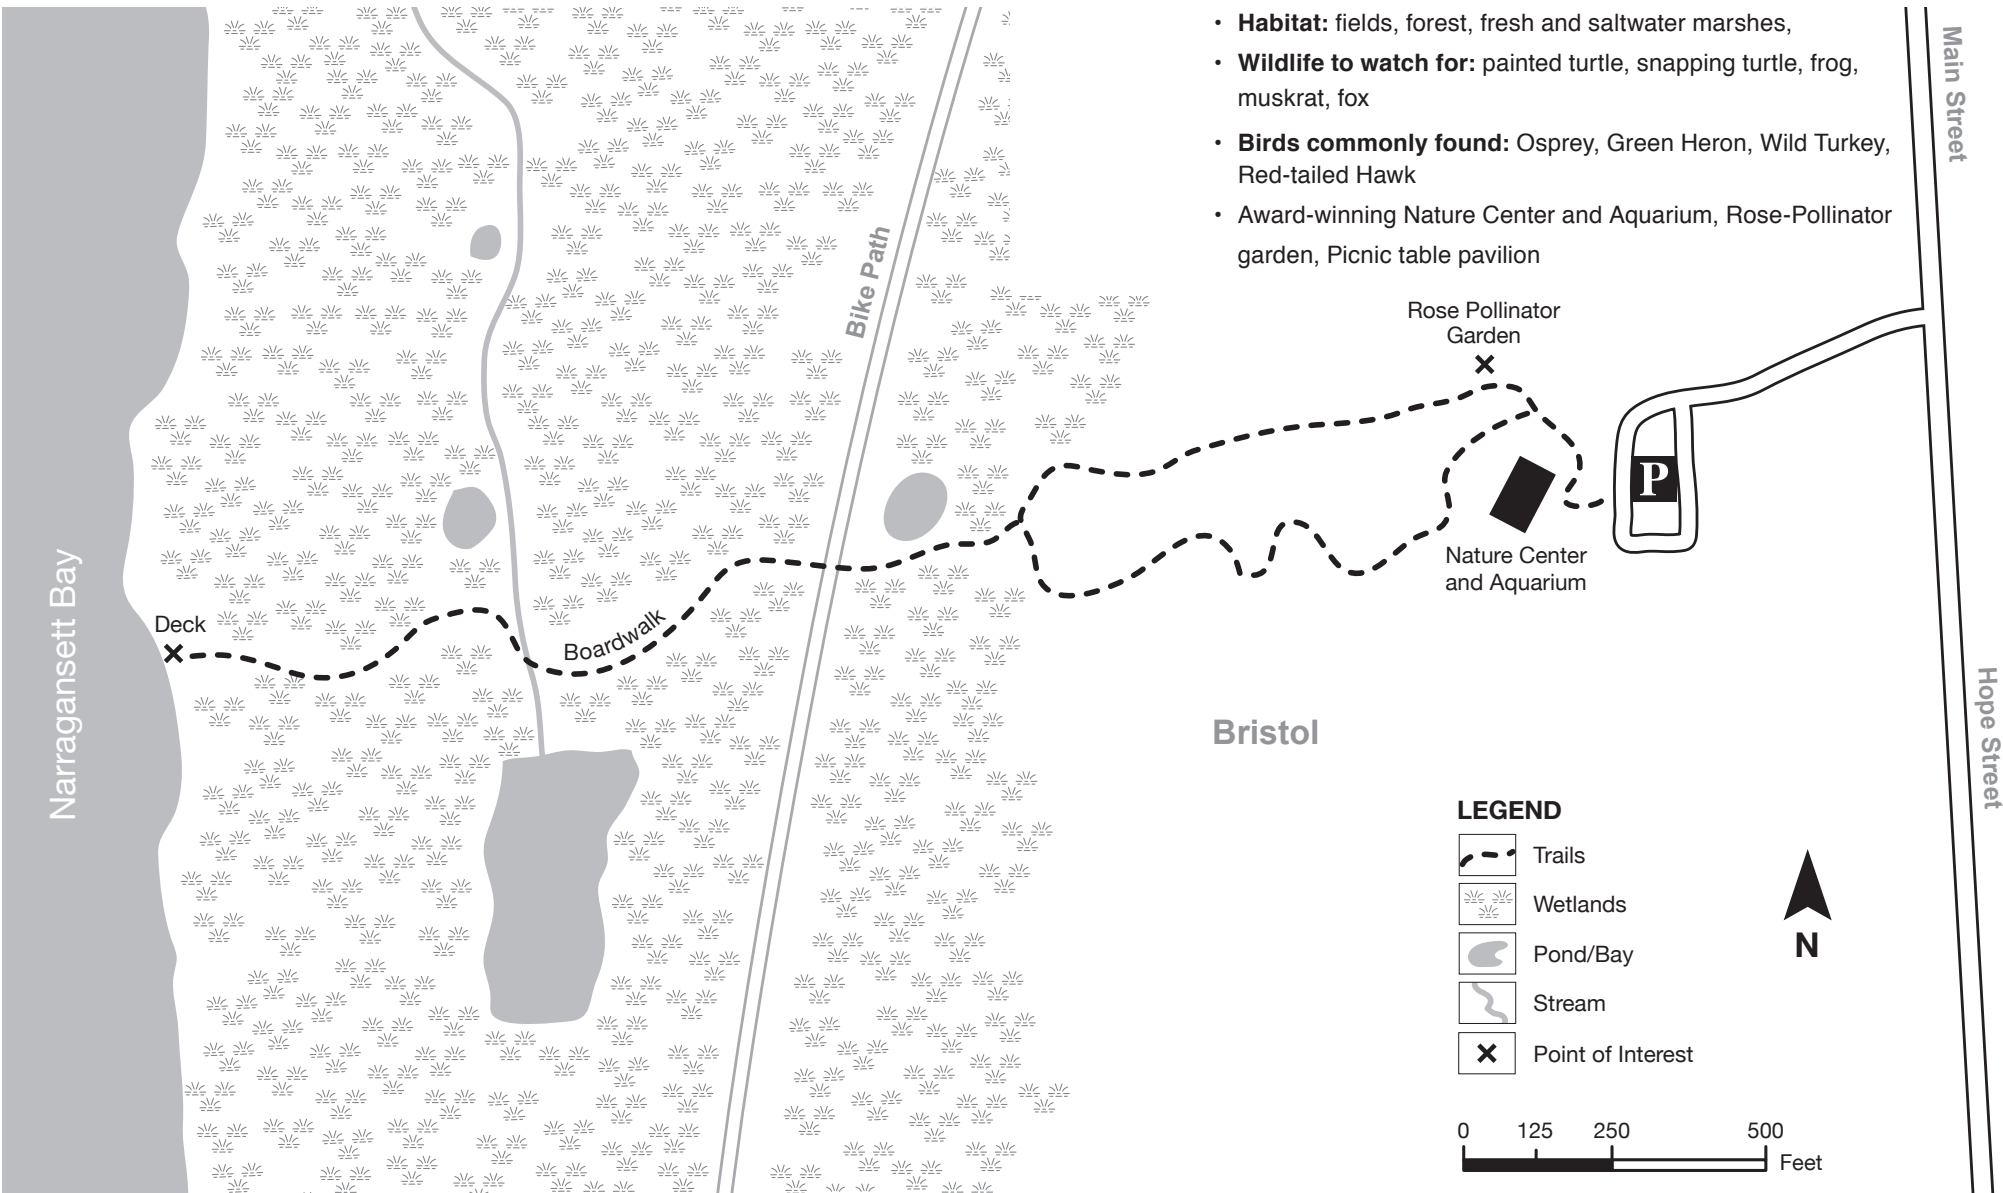 • Habitat: fields, forest, fresh and saltwater marshes,
• Wildlife to watch for: painted turtle, snapping turtle, frog,
muskrat, fox
• Birds commonly found: Osprey, Green Heron, Wild Turkey,
Red-tailed Hawk
• Award-winning Nature Center and Aquarium, Rose-Pollinator
garden, Picnic table pavilion
Main Street
Bike Path
Rose Pollinator
Garden
P
Nature Center
and Aquarium
Narragansett Bay
Deck
Boardwalk
Bristol
Hope Street
LEGEND
Trails
Wetlands
Pond/Bay
Stream
Point of Interest
N
0 125 250 500
Feet